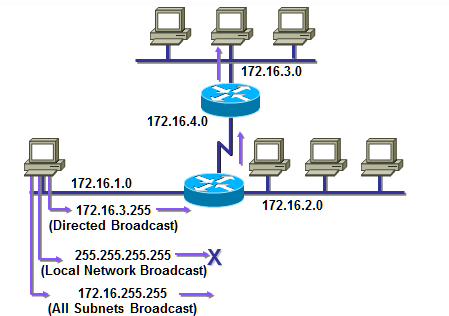 172.16.3.0
172.16.4.0
172.16.1.0
172.16.2.0
172.16.3.255
(Directed Broadcast)
255.255.255.255
X
(Local Network Broadcast)
172.16.255.255
(All Subnets Broadcast)